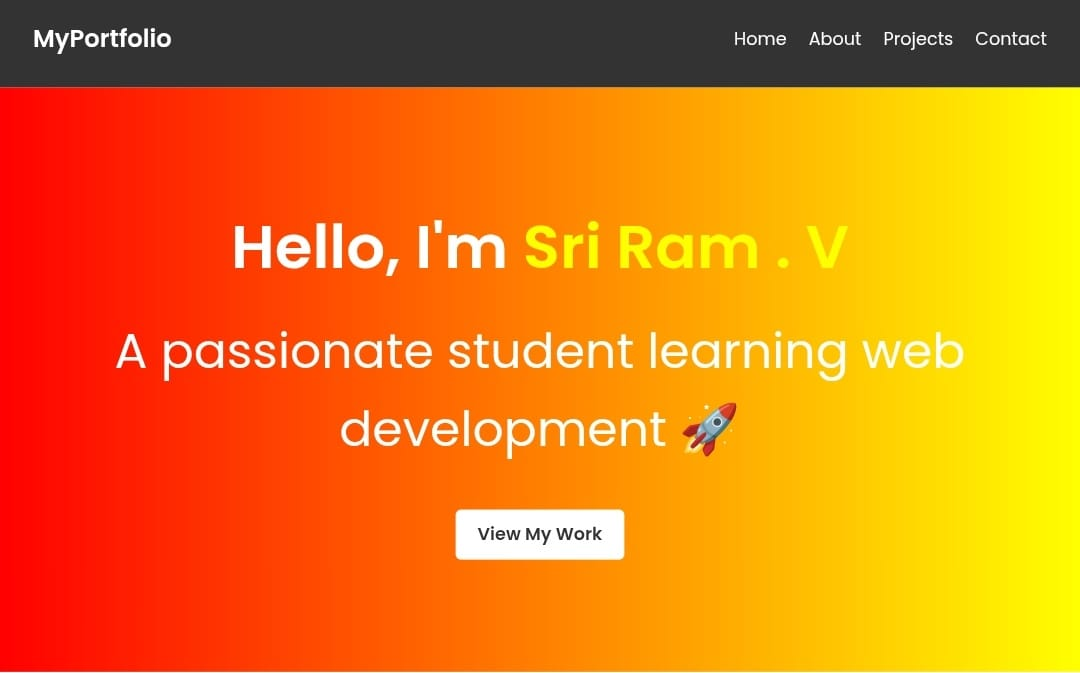 MyPortfolio
Home About Projects Contact
Hello, I'm Sri Ram . V
A passionate student learning web
development 🚀
View My Work